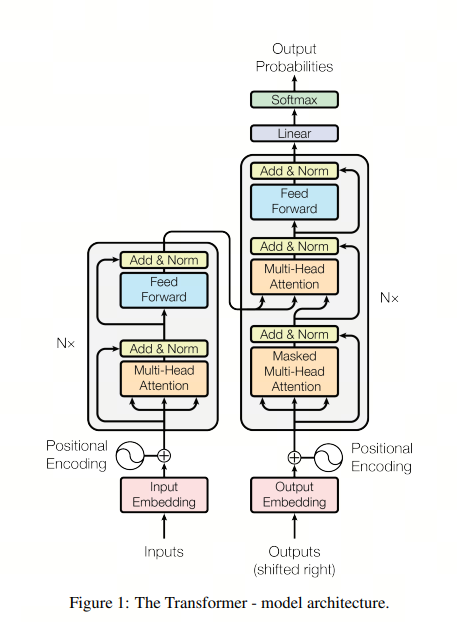 Output
Probabilities
Softmax
Linear
Add & Norm
Feed
Forward
Add & Norm
Multi-Head
Attention
Add & Norm
Masked
Multi-Head
Attention
N×
Add & Norm
Feed
Forward
N×
Add & Norm
Multi-Head
Attention
Positional
Encoding
Positional
Encoding
Input
Embedding
Output
Embedding
Inputs
Outputs
(shifted right)
Figure 1: The Transformer - model architecture.